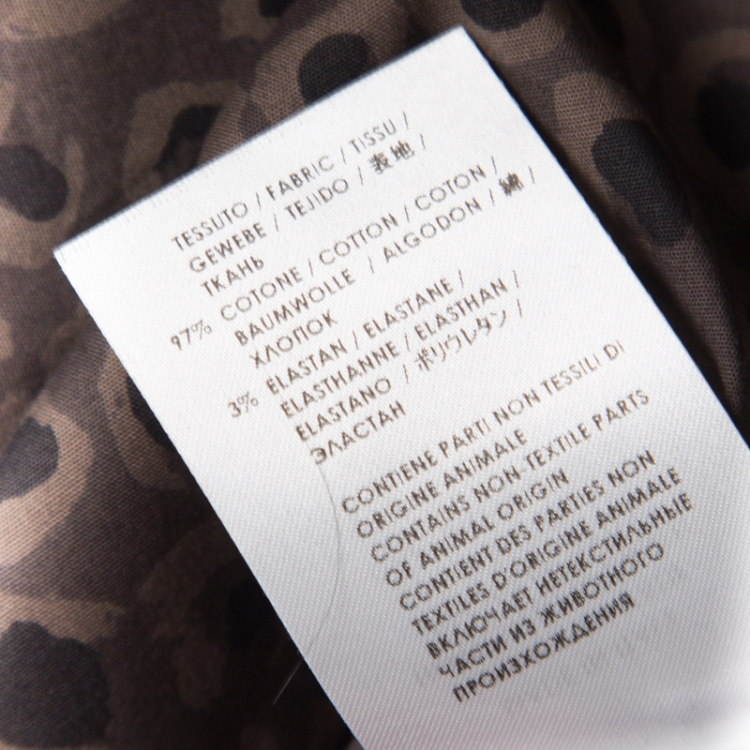 TESSUTO / FABRIC / TISSU /
GEWEBE / TEJIDO / 表地 /
ТКАНЬ
97% COTONE / COTTON / COTON /
BAUMWOLLE / ALGODON / 綿 /
ХЛОПОК
3% ELASTAN / ELASTANE /
ELASTHANNE / ELASTHAN /
ELASTANO / ポリウレタン /
ЭЛАСТАН
CONTIENE PARTI NON TESSILI DI
ORIGINE ANIMALE
CONTAINS NON-TEXTILE PARTS
OF ANIMAL ORIGIN
CONTIENT DES PARTIES NON
TEXTILES D'ORIGINE ANIMALE
ВКЛЮЧАЕТ НЕТЕКСТИЛЬНЫЕ
ЧАСТИ ИЗ ЖИВОТНОГО
ПРОИЗХОЖДЕНИЯ